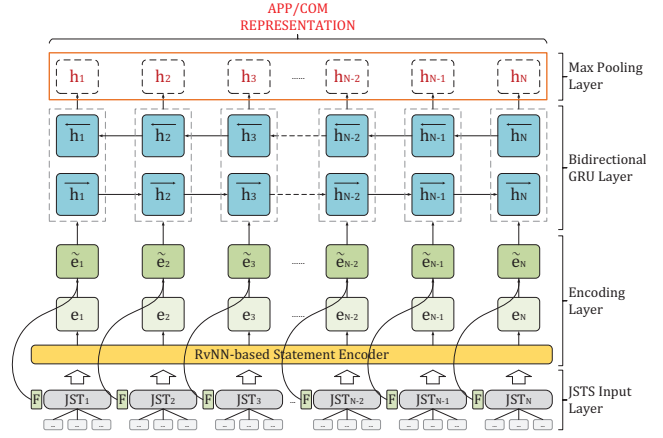 APP/COM
REPRESENTATION
h1 h2 h3 ...... hN-2 hN-1 hN
Max Pooling
Layer
h1 h2 h3 hN-2 hN-1 hN
h1 h2 h3 hN-2 hN-1 hN
Bidirectional
GRU Layer
ẽ1 ẽ2 ẽ3 ...... ẽN-2 ẽN-1 ẽN
e1 e2 e3 ...... eN-2 eN-1 eN
Encoding
Layer
RvNN-based Statement Encoder
F JST1 F JST2 F JST3 ... F JSTN-2 F JSTN-1 F JSTN
JSTS Input
Layer
... ... ... ... ... ... ... ... ... ... ... ... ... ... ... ... ... ...